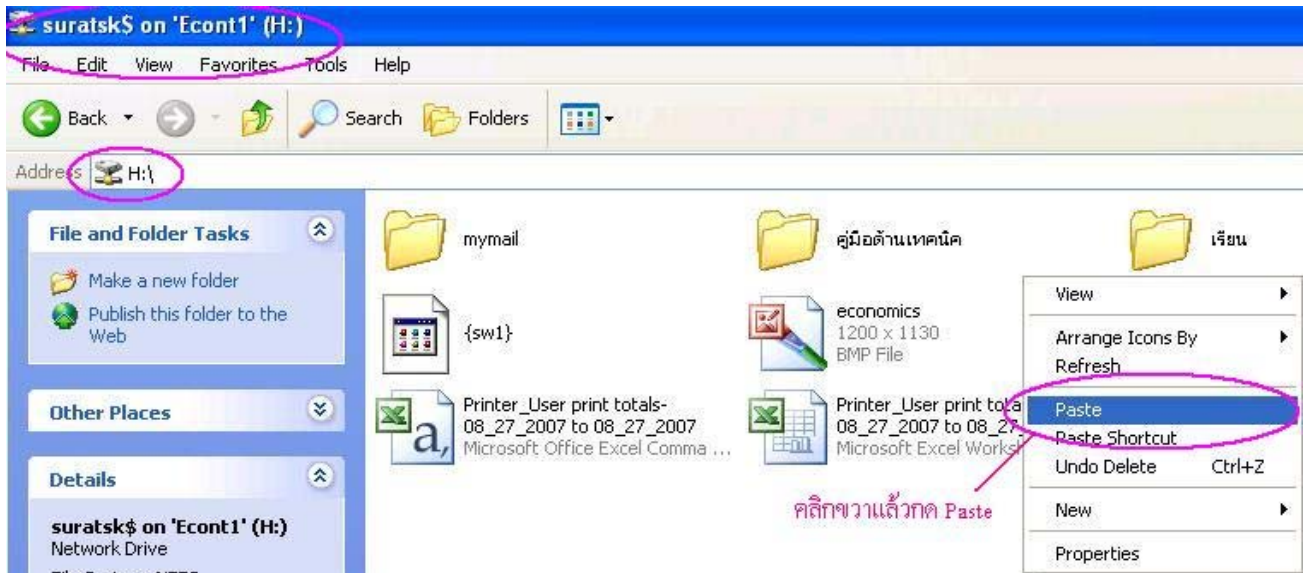 suratsk$ on 'Econt1' (H:)
File Edit View Favorites Tools Help
Back Search Folders
Address H:\
File and Folder Tasks
Make a new folder
Publish this folder to the
Web
Other Places
Details
suratsk$ on 'Econt1' (H:)
Network Drive
mymail
คู่มือด้านเทคนิค
เรียน
{sw1}
economics
1200 x 1130
BMP File
Printer_User print totals-
08_27_2007 to 08_27_2007
Microsoft Office Excel Comma ...
Printer_User print tota
08_27_2007 to 08_27
Microsoft Excel Works
View
Arrange Icons By
Refresh
Paste
Paste Shortcut
Undo Delete Ctrl+Z
New
Properties
คลิกขวาแล้วกด Paste